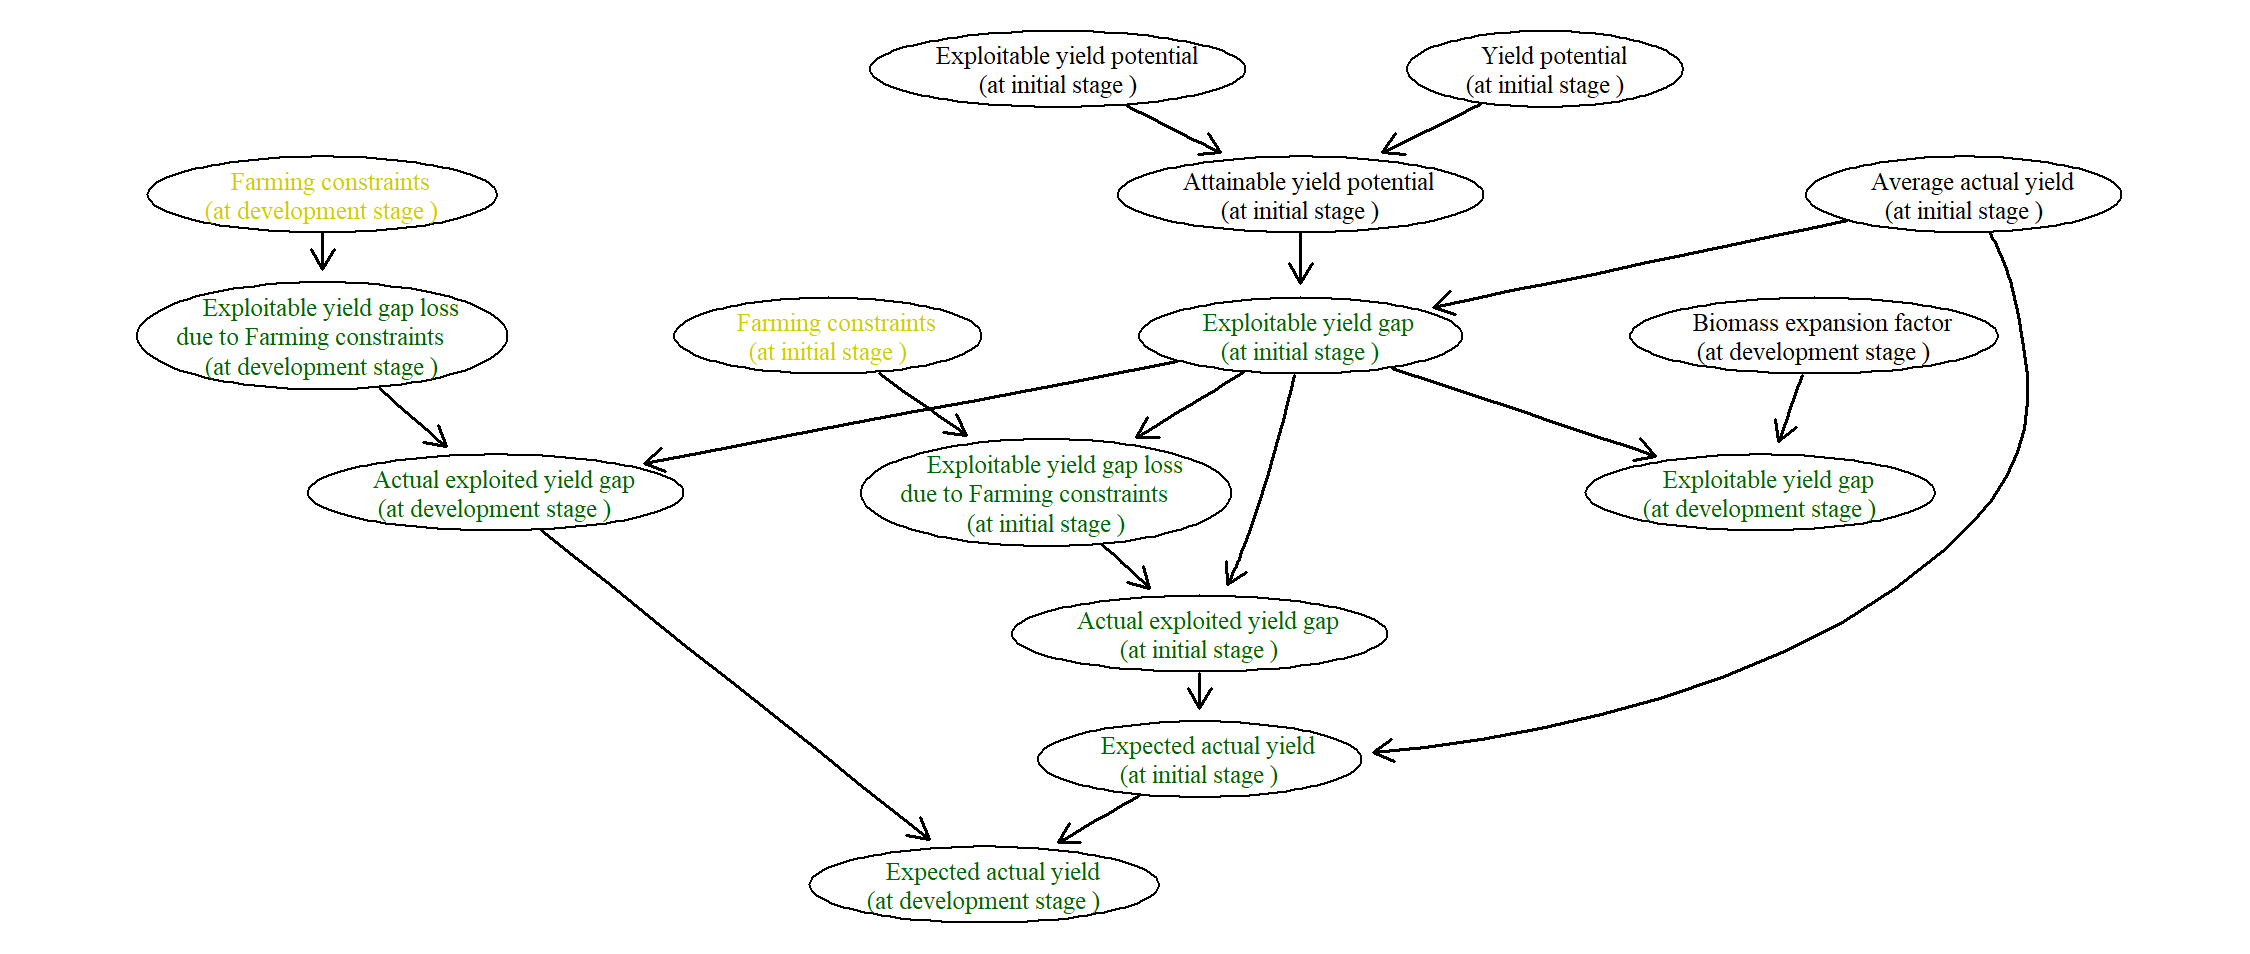 Exploitable yield potential
(at initial stage )
Yield potential
(at initial stage )
Farming constraints
(at development stage )
Attainable yield potential
(at initial stage )
Average actual yield
(at initial stage )
Exploitable yield gap loss
due to Farming constraints
(at development stage )
Farming constraints
(at initial stage )
Exploitable yield gap
(at initial stage )
Biomass expansion factor
(at development stage )
Actual exploited yield gap
(at development stage )
Exploitable yield gap loss
due to Farming constraints
(at initial stage )
Exploitable yield gap
(at development stage )
Actual exploited yield gap
(at initial stage )
Expected actual yield
(at initial stage )
Expected actual yield
(at development stage )